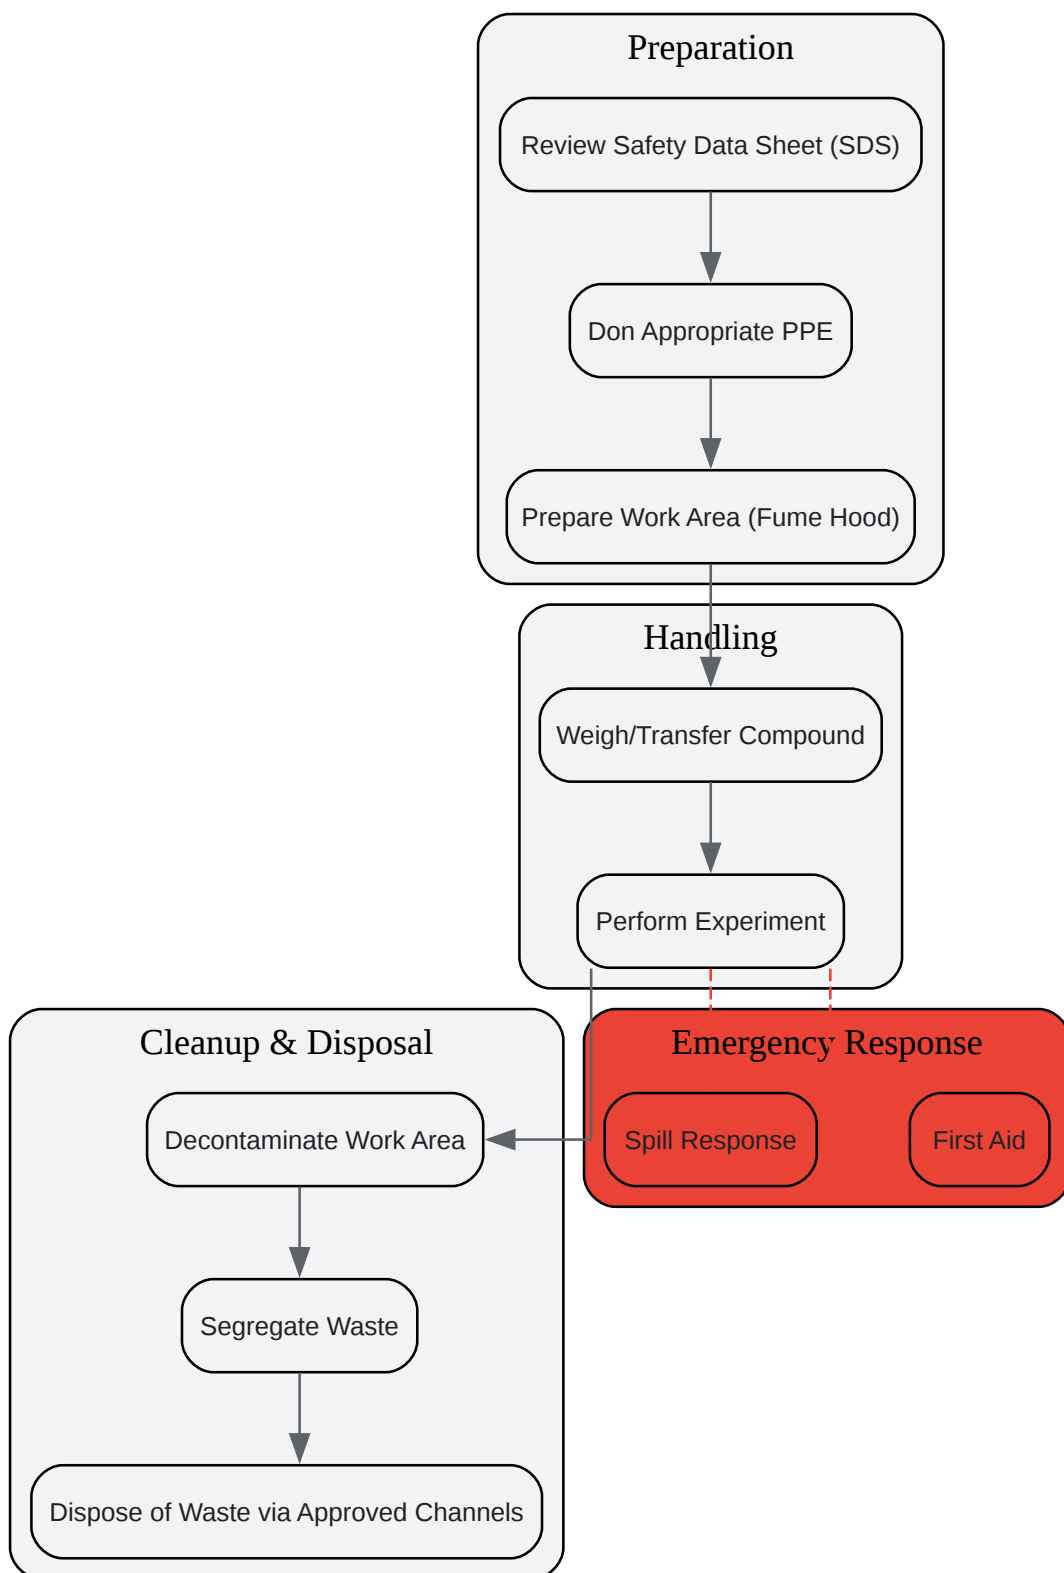 Preparation
Review Safety Data Sheet (SDS)
Don Appropriate PPE
Prepare Work Area (Fume Hood)
Handling
Weigh/Transfer Compound
Perform Experiment
Cleanup & Disposal
Decontaminate Work Area
Segregate Waste
Dispose of Waste via Approved Channels
Emergency Response
Spill Response
First Aid